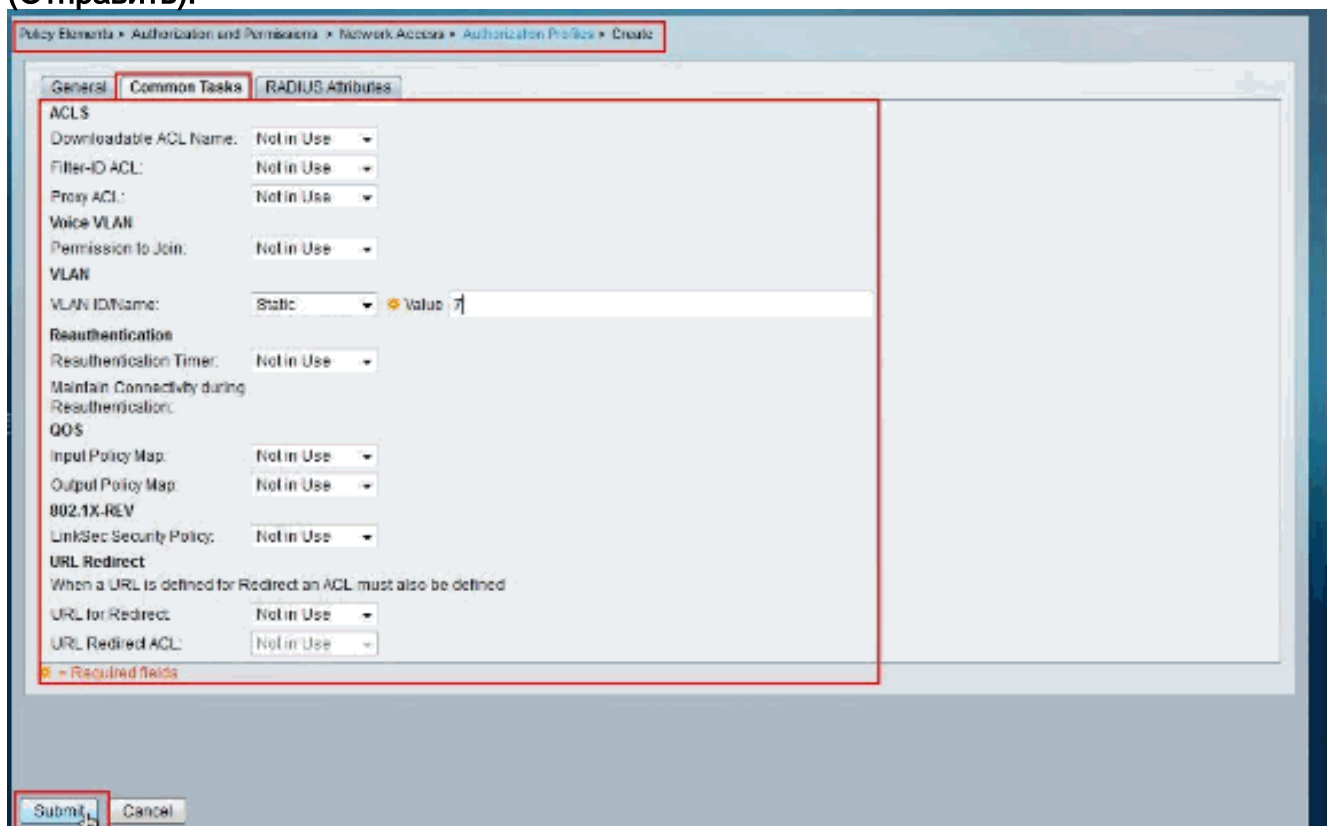 (Отправить).
Policy Elements ▸ Authorization and Permissions ▸ Network Access ▸ Authorization Profiles ▸ Create
General Common Tasks RADIUS Attributes
ACLS
Downloadable ACL Name: Not in Use
Filter-ID ACL: Not in Use
Proxy ACL: Not in Use
Voice VLAN
Permission to Join: Not in Use
VLAN
VLAN ID/Name: Static Value 7
Reauthentication
Reauthentication Timer: Not in Use
Maintain Connectivity during
Reauthentication:
QOS
Input Policy Map: Not in Use
Output Policy Map: Not in Use
802.1X-REV
LinkSec Security Policy: Not in Use
URL Redirect
When a URL is defined for Redirect an ACL must also be defined
URL for Redirect: Not in Use
URL Redirect ACL: Not in Use
= Required fields
Submit Cancel